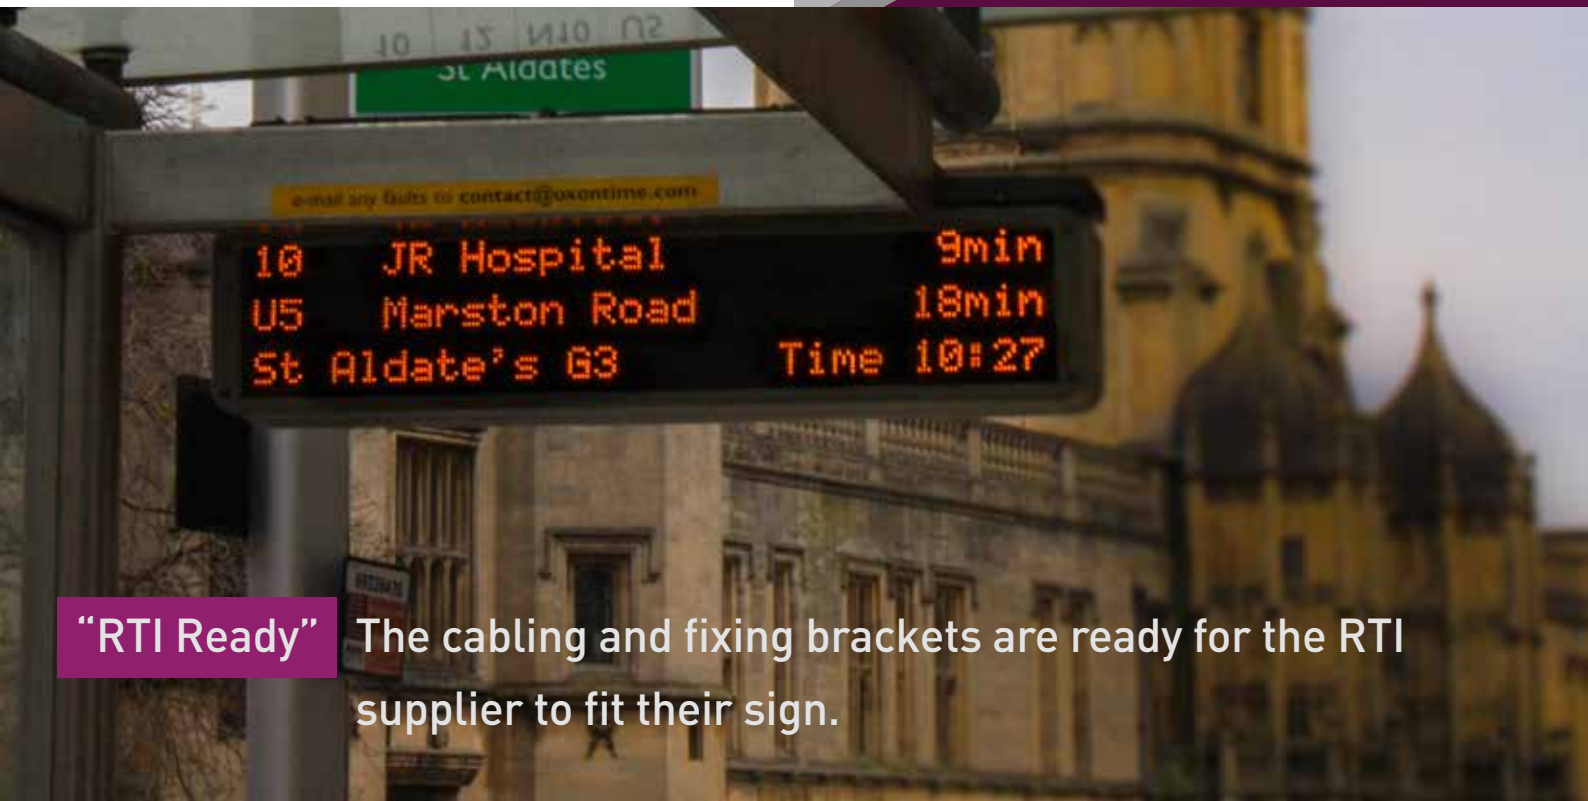 10 12 N10 U5
St Aldates
e-mail any faults to contact@oxontime.com
10 JR Hospital 9min
U5 Marston Road 18min
St Aldate's G3 Time 10:27
“RTI Ready” The cabling and fixing brackets are ready for the RTI
supplier to fit their sign.